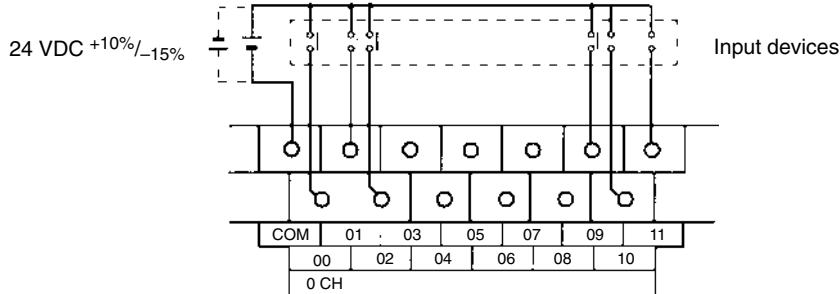 24 VDC +10%/–15%
Input devices
COM 01 03 05 07 09 11
00 02 04 06 08 10
0 CH